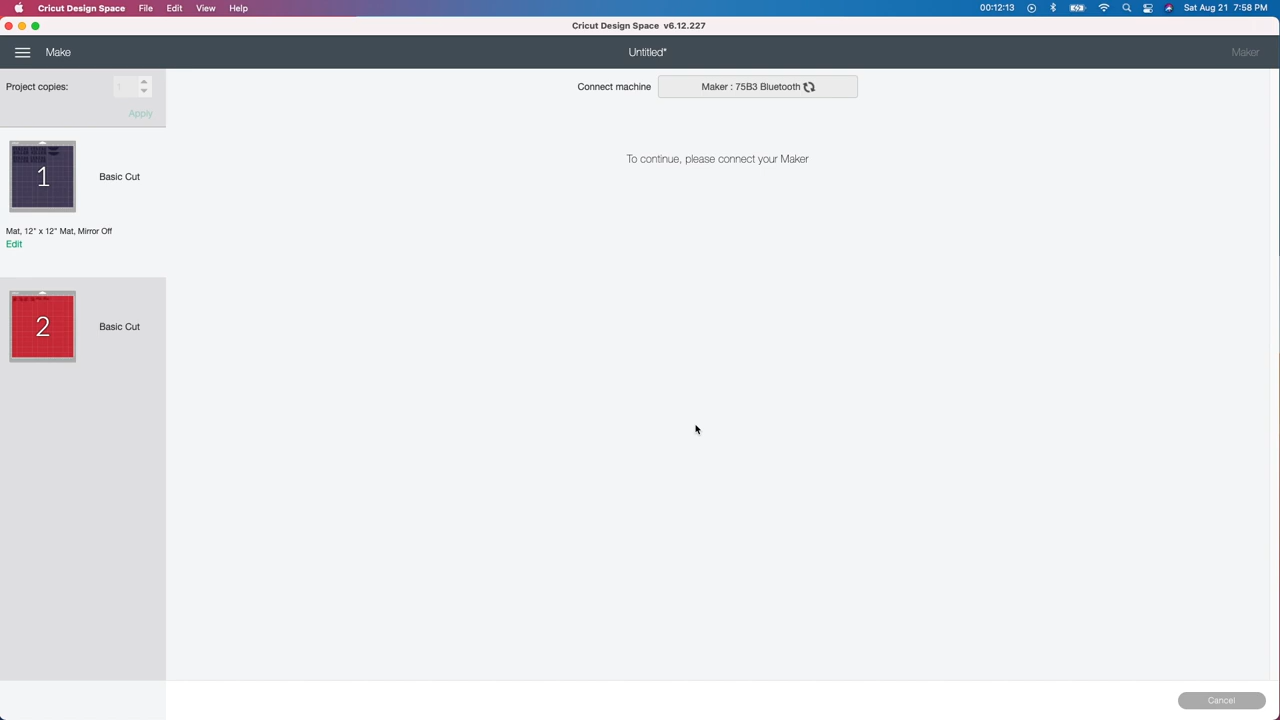 Cricut Design Space File Edit View Help 00:12:13 Sat Aug 21 7:58 PM
Cricut Design Space v6.12.227
Make Untitled* Maker
Project copies: 1
Connect machine Maker : 75B3 Bluetooth
Apply
To continue, please connect your Maker
1 Basic Cut
Mat, 12" x 12" Mat, Mirror Off
Edit
2 Basic Cut
Cancel